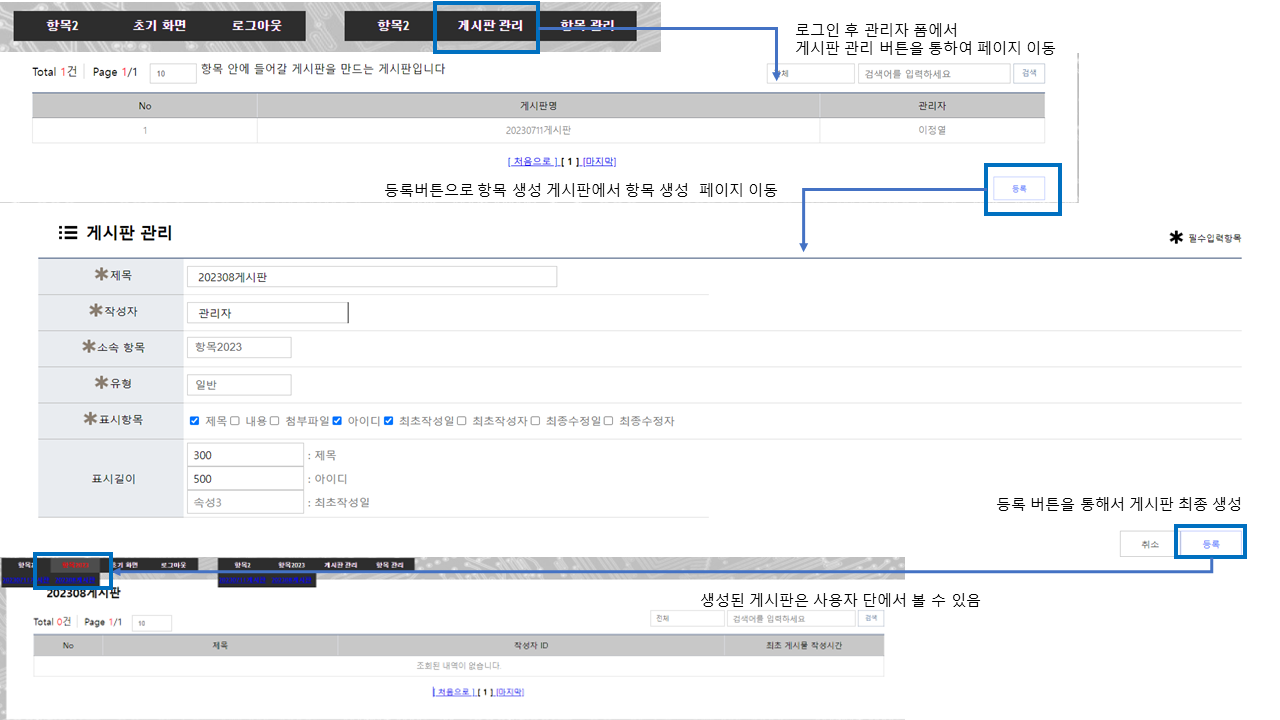 항목2 초기 화면 로그아웃 항목2 게시판 관리 항목 관리
로그인 후 관리자 폼에서
게시판 관리 버튼을 통하여 페이지 이동
Total 1건 Page 1/1 10 항목 안에 들어갈 게시판을 만드는 게시판입니다 검색어를 입력하세요 검색
No 게시판명 관리자
1 20230711게시판 이정열
[ 처음으로 ] [ 1 ] [마지막]
등록
등록버튼으로 항목 생성 게시판에서 항목 생성 페이지 이동
게시판 관리
✱ 필수입력항목
✱제목 202308게시판
✱작성자 관리자
✱소속 항목 항목2023
✱유형 일반
✱표시항목 제목 내용 첨부파일 아이디 최초작성일 최초작성자 최종수정일 최종수정자
표시길이
300 : 제목
500 : 아이디
속성3 : 최초작성일
등록 버튼을 통해서 게시판 최종 생성
취소 등록
초기 화면 로그아웃 항목2 항목2023 게시판 관리 항목 관리
202308게시판
생성된 게시판은 사용자 단에서 볼 수 있음
Total 0건 Page 1/1 10 전체 검색어를 입력하세요 검색
No 제목 작성자 ID 최초 게시물 작성시간
조회된 내역이 없습니다.
[ 처음으로 ] [ 1 ] [마지막]